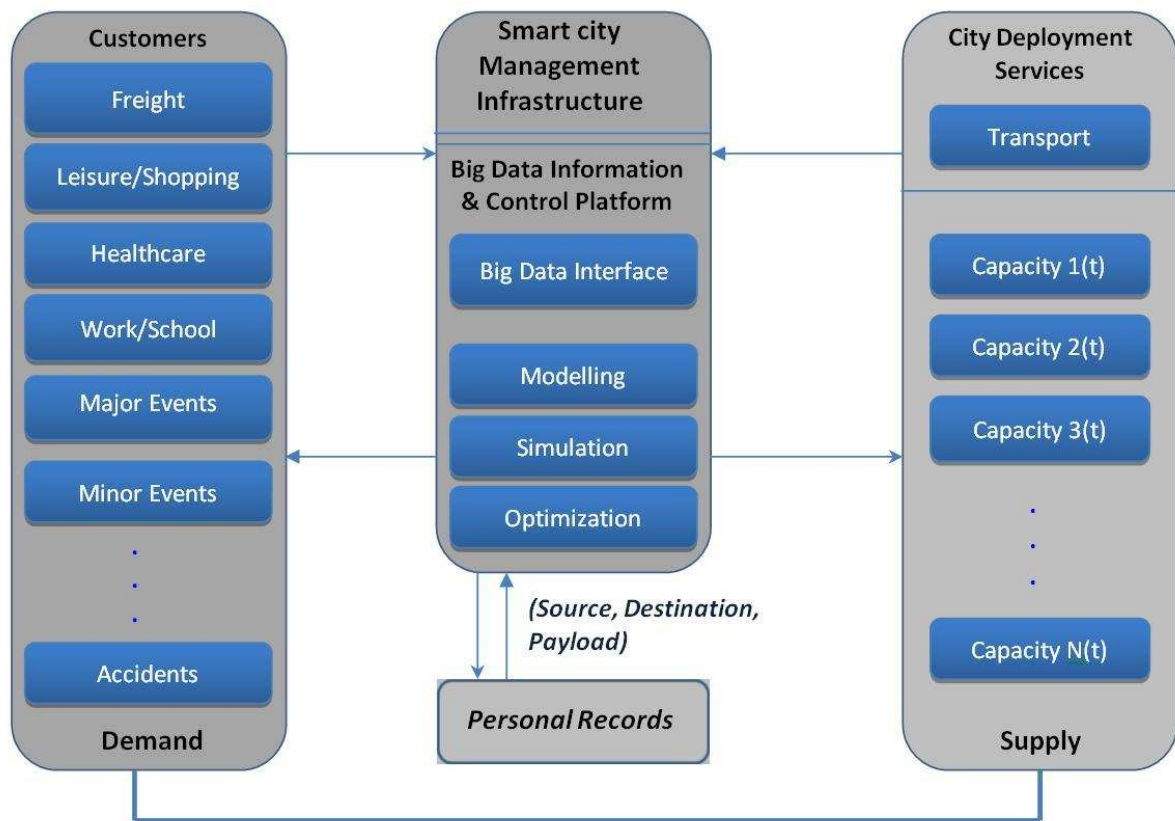 Customers
Freight
Leisure/Shopping
Healthcare
Work/School
Major Events
Minor Events
.
.
.
Accidents
Demand
Smart city
Management
Infrastructure
Big Data Information
& Control Platform
Big Data Interface
Modelling
Simulation
Optimization
(Source, Destination,
Payload)
Personal Records
City Deployment
Services
Transport
Capacity 1(t)
Capacity 2(t)
Capacity 3(t)
.
.
.
Capacity N(t)
Supply